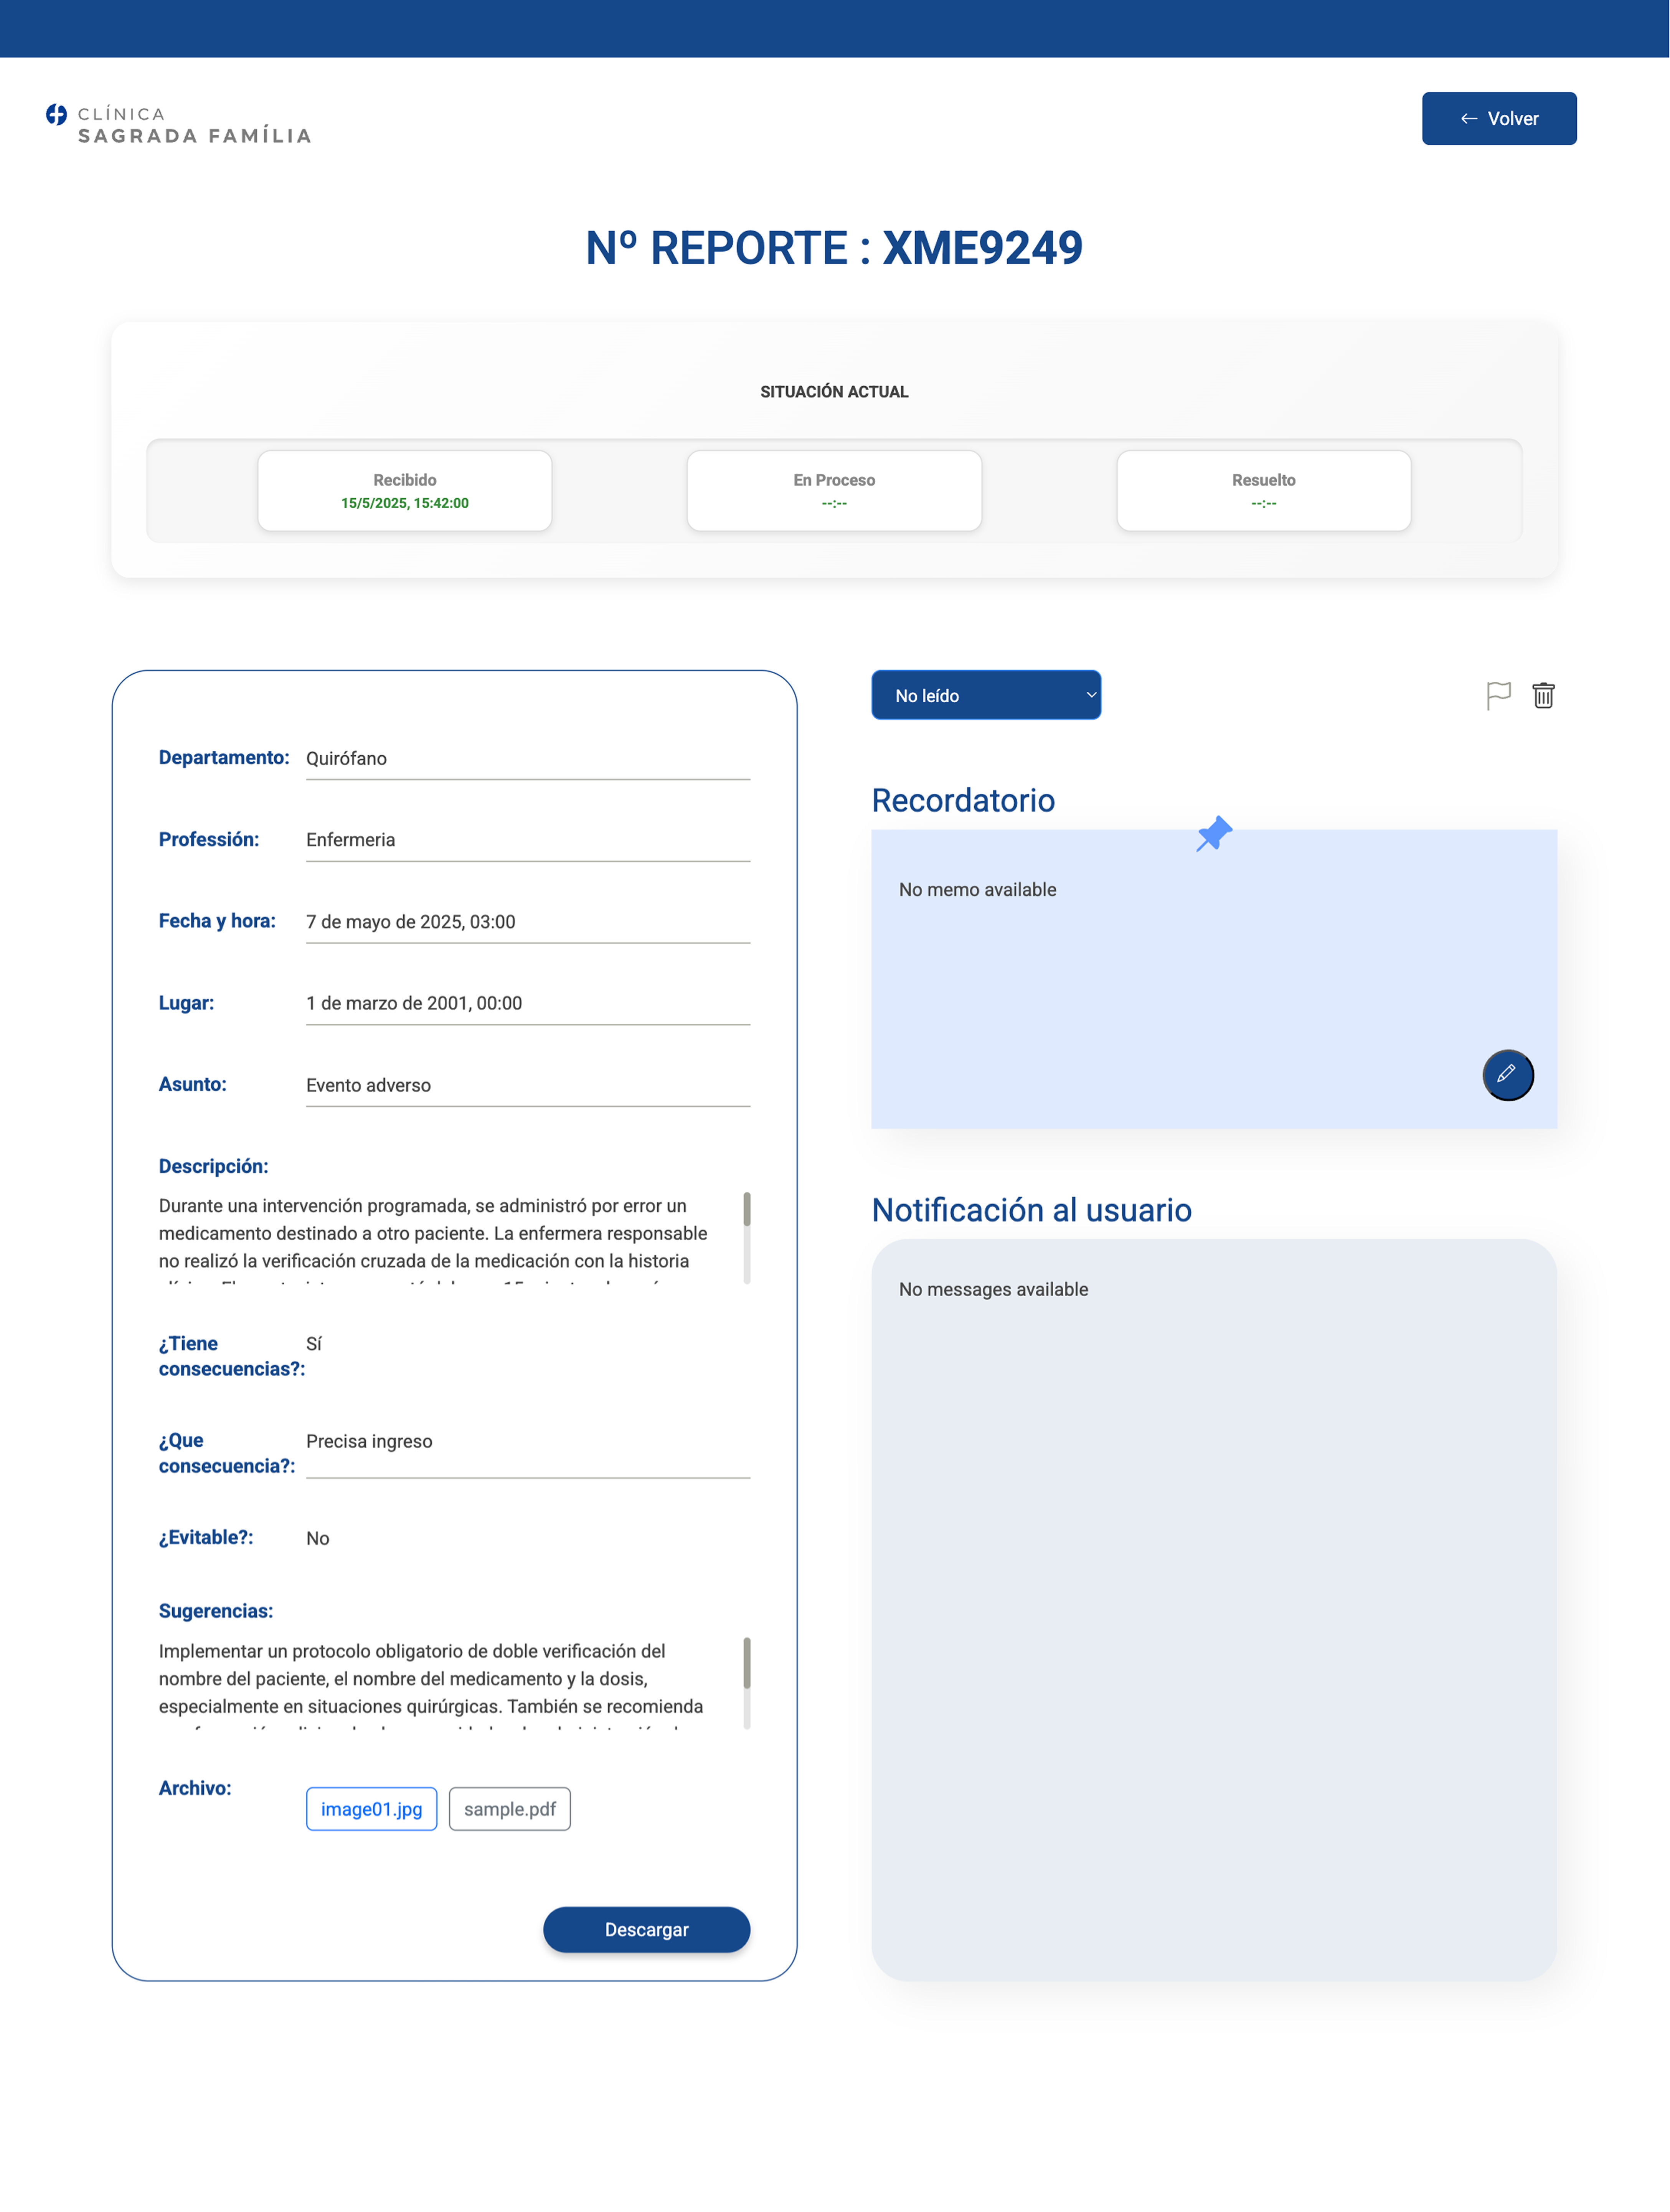 CLÍNICA
SAGRADA FAMÍLIA
← Volver
Nº REPORTE : XME9249
SITUACIÓN ACTUAL
Recibido
15/5/2025, 15:42:00
En Proceso
--:--
Resuelto
--:--
Departamento: Quirófano
Professión: Enfermeria
Fecha y hora: 7 de mayo de 2025, 03:00
Lugar: 1 de marzo de 2001, 00:00
Asunto: Evento adverso
Descripción:
Durante una intervención programada, se administró por error un
medicamento destinado a otro paciente. La enfermera responsable
no realizó la verificación cruzada de la medicación con la historia
¿Tiene
consecuencias?: Sí
¿Que
consecuencia?: Precisa ingreso
¿Evitable?: No
Sugerencias:
Implementar un protocolo obligatorio de doble verificación del
nombre del paciente, el nombre del medicamento y la dosis,
especialmente en situaciones quirúrgicas. También se recomienda
Archivo: image01.jpg sample.pdf
Descargar
No leído
Recordatorio
No memo available
Notificación al usuario
No messages available